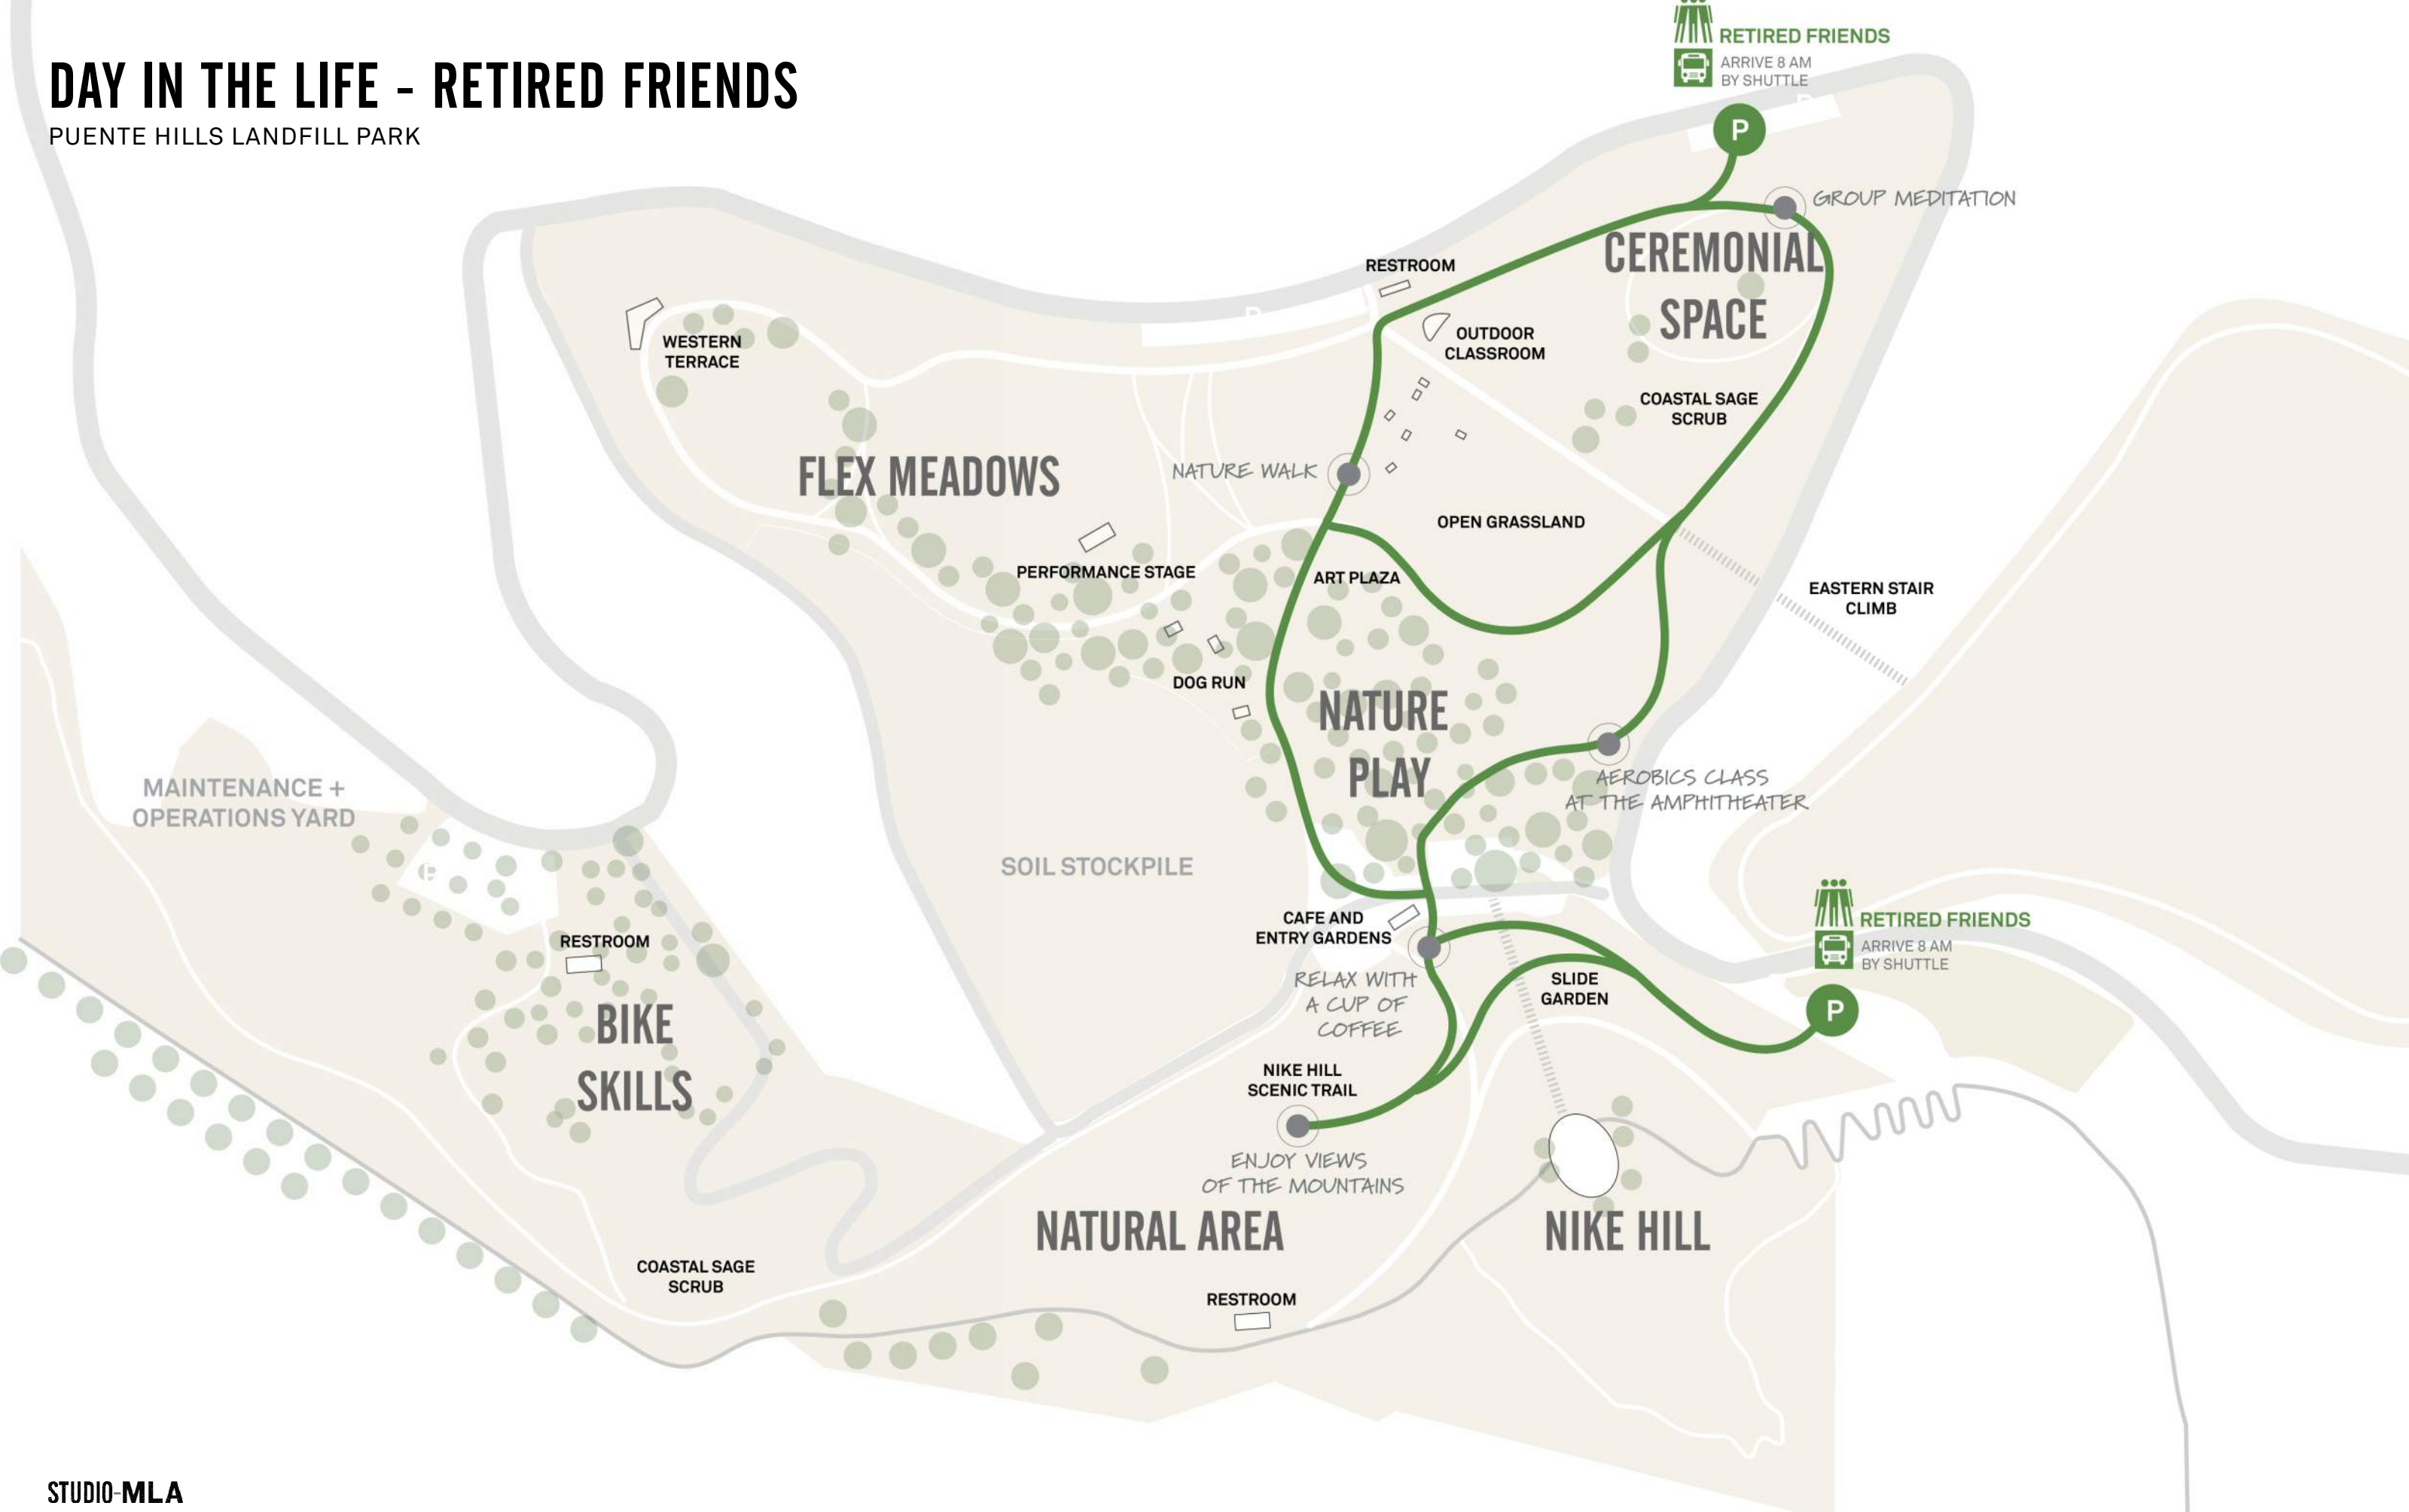 DAY IN THE LIFE - RETIRED FRIENDS
PUENTE HILLS LANDFILL PARK
RETIRED FRIENDS
ARRIVE 8 AM
BY SHUTTLE
P
P
GROUP MEDITATION
CEREMONIAL
SPACE
RESTROOM
P
OUTDOOR
CLASSROOM
WESTERN
TERRACE
COASTAL SAGE
SCRUB
FLEX MEADOWS
NATURE WALK
OPEN GRASSLAND
PERFORMANCE STAGE
ART PLAZA
EASTERN STAIR
CLIMB
DOG RUN
NATURE
PLAY
AEROBICS CLASS
AT THE AMPHITHEATER
MAINTENANCE +
OPERATIONS YARD
SOIL STOCKPILE
P
CAFE AND
ENTRY GARDENS
RETIRED FRIENDS
ARRIVE 8 AM
BY SHUTTLE
P
RESTROOM
RELAX WITH
A CUP OF
COFFEE
SLIDE
GARDEN
BIKE
SKILLS
NIKE HILL
SCENIC TRAIL
ENJOY VIEWS
OF THE MOUNTAINS
NATURAL AREA
NIKE HILL
COASTAL SAGE
SCRUB
RESTROOM
STUDIO-MLA